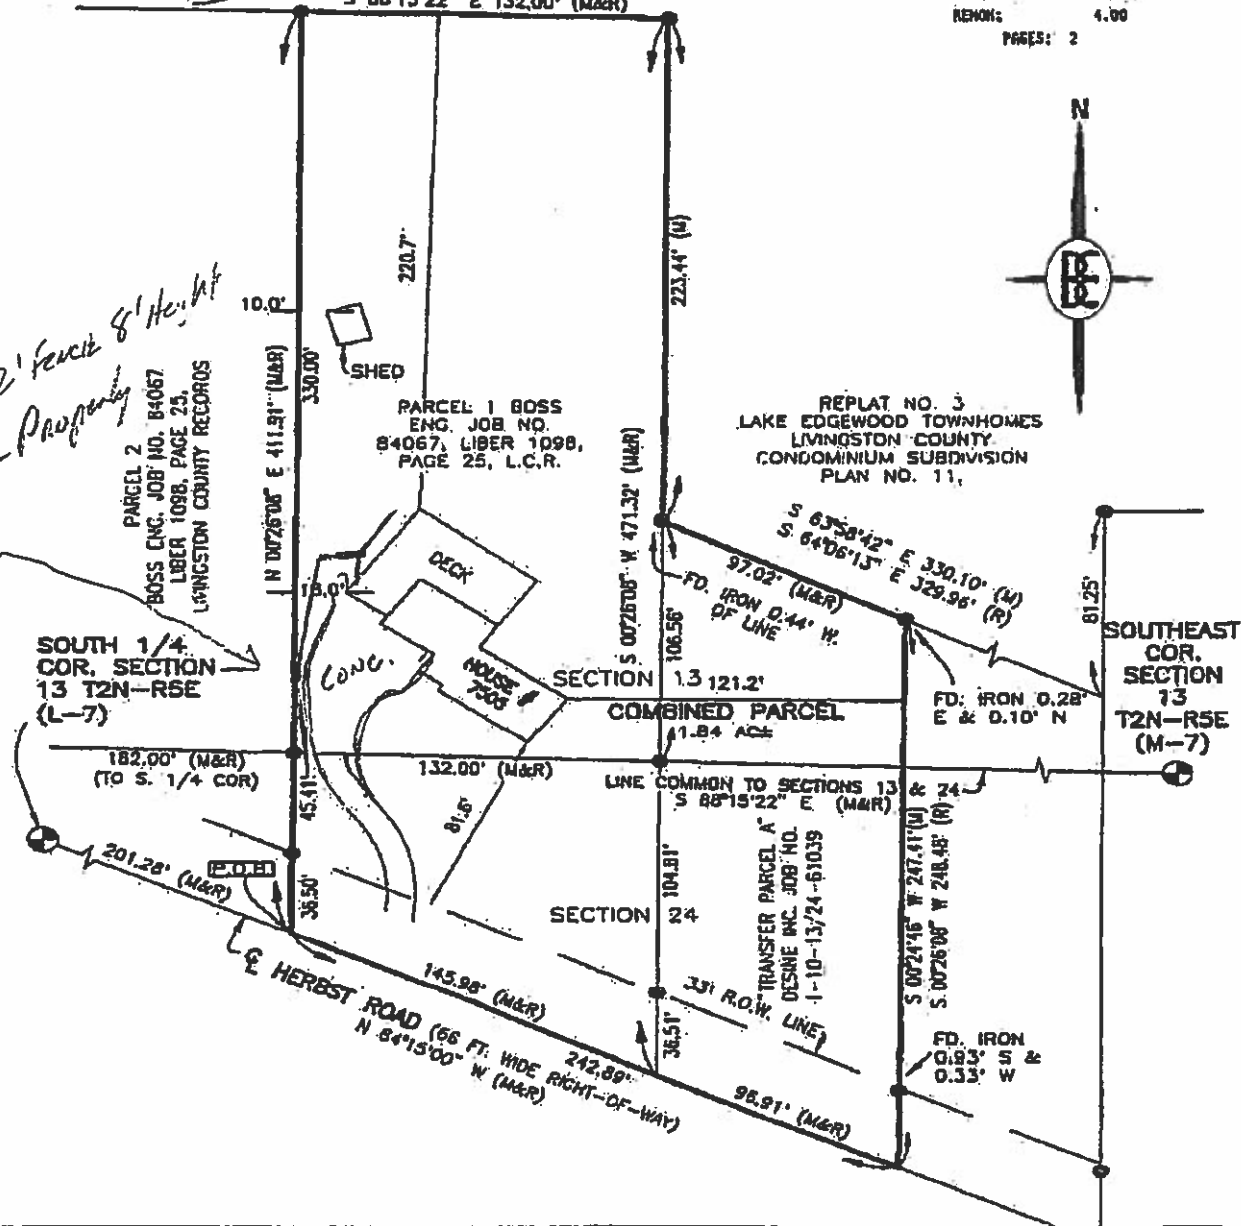 S 88°15'22" E 132.00' (M&R)
REMON: 4.00
PAGES: 2
N
220.7'
223.44' (M)
10.0'
2' Fence 8' Height
Property
SHED
330.00'
N 00°26'08" E 411.91' (M&R)
PARCEL 2
BOSS ENG. JOB NO. 84067
LIBER 1098, PAGE 25,
LIVINGSTON COUNTY RECORDS
PARCEL 1 BOSS
ENG. JOB NO.
84067, LIBER 1098,
PAGE 25, L.C.R.
REPLAT NO. 3
LAKE EDGEWOOD TOWNHOMES
LIVINGSTON COUNTY
CONDOMINIUM SUBDIVISION
PLAN NO. 11,
S 00°26'08" W 471.32' (M&R)
S 63°58'42" E 330.10' (M)
S 64°06'13" E 329.96' (R)
97.02' (M&R)
FD. IRON 0.44' W.
OF LINE
106.56'
81.25'
DECK
HOUSE #
7505
CONC.
SOUTH 1/4
COR. SECTION
13 T2N-R5E
(L-7)
SOUTHEAST
COR.
SECTION
13
T2N-R5E
(M-7)
SECTION 13
121.2'
FD. IRON 0.28'
E & 0.10' N
COMBINED PARCEL
1.84 AC±
182.00' (M&R)
(TO S. 1/4 COR)
132.00' (M&R)
LINE COMMON TO SECTIONS 13 & 24
S 88°15'22" E (M&R)
45.41'
81.6'
201.28' (M&R)
P.O.B.
36.50'
104.81'
SECTION 24
"TRANSFER PARCEL A"
DESINE INC. JOB NO.
1-10-13/24-61039
S 00°24'46" W 247.41' (M)
S 00°26'08" W 248.48' (R)
145.98' (M&R)
33' R.O.W. LINE
36.51'
℄ HERBST ROAD (66 FT. WIDE RIGHT-OF-WAY)
N 64°15'00" W (M&R)
242.89'
96.91' (M&R)
FD. IRON
0.93' S &
0.33' W